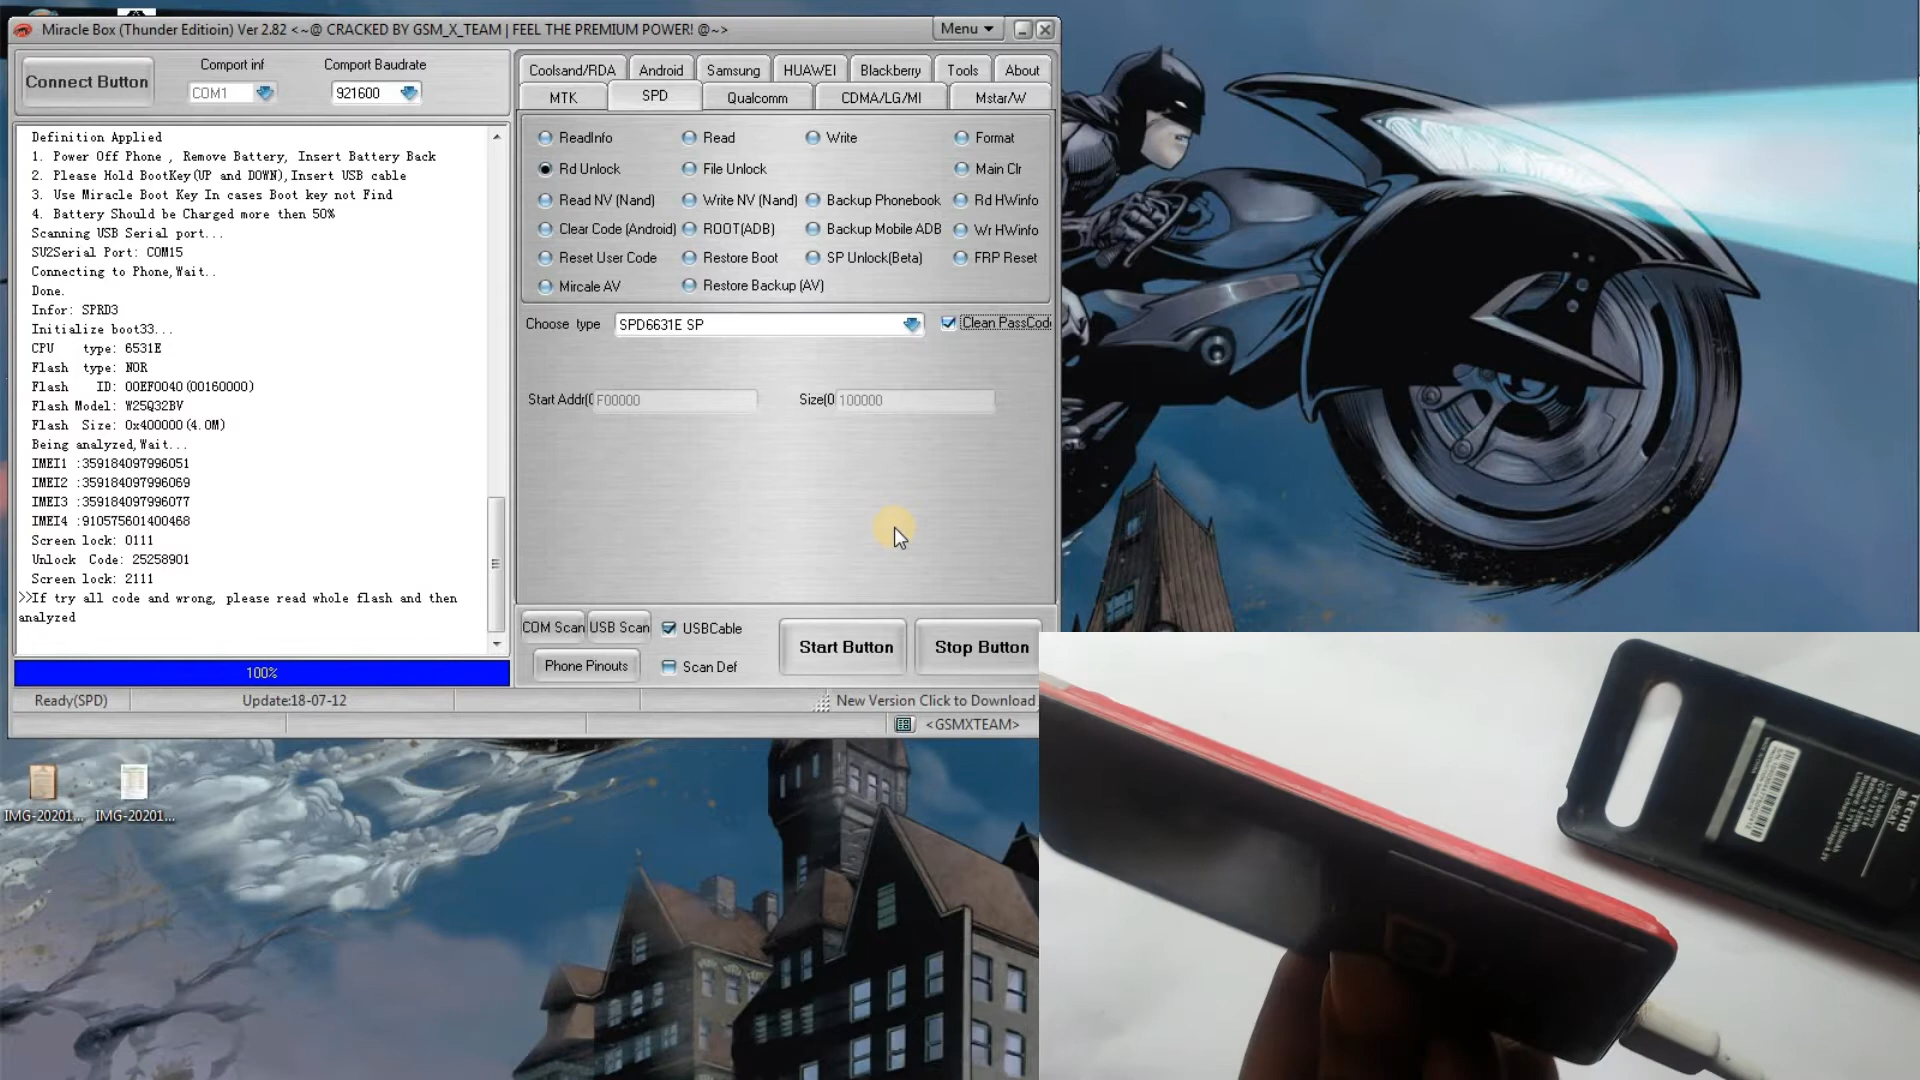 Miracle Box (Thunder Editioin) Ver 2.82 <~@ CRACKED BY GSM_X_TEAM | FEEL THE PREMIUM POWER! @~>
Menu
Connect Button
Comport inf
COM1
Comport Baudrate
921600
Definition Applied
1. Power Off Phone , Remove Battery, Insert Battery Back
2. Please Hold BootKey(UP and DOWN),Insert USB cable
3. Use Miracle Boot Key In cases Boot key not Find
4. Battery Should be Charged more then 50%
Scanning USB Serial port...
SU2Serial Port: COM15
Connecting to Phone,Wait..
Done.
Infor: SPRD3
Initialize boot33...
CPU type: 6531E
Flash type: NOR
Flash ID: 00EF0040(00160000)
Flash Model: W25Q32BV
Flash Size: 0x400000(4.0M)
Being analyzed,Wait...
IMEI1 :359184097996051
IMEI2 :359184097996069
IMEI3 :359184097996077
IMEI4 :910575601400468
Screen lock: 0111
Unlock Code: 25258901
Screen lock: 2111
>>If try all code and wrong, please read whole flash and then
analyzed
100%
Ready(SPD)
Update:18-07-12
Coolsand/RDA Android Samsung HUAWEI Blackberry Tools About
MTK SPD Qualcomm CDMA/LG/MI Mstar/W
ReadInfo Read Write Format
Rd Unlock File Unlock Main Clr
Read NV (Nand) Write NV (Nand) Backup Phonebook Rd HWinfo
Clear Code (Android) ROOT(ADB) Backup Mobile ADB Wr HWinfo
Reset User Code Restore Boot SP Unlock(Beta) FRP Reset
Mircale AV Restore Backup (AV)
Choose type SPD6631E SP Clean PassCod
Start Addr(0 F00000 Size(0 100000
COM Scan USB Scan USBCable
Start Button Stop Button
Phone Pinouts Scan Def
New Version Click to Download
<GSMXTEAM>
IMG-20201...
IMG-20201...
TECNO